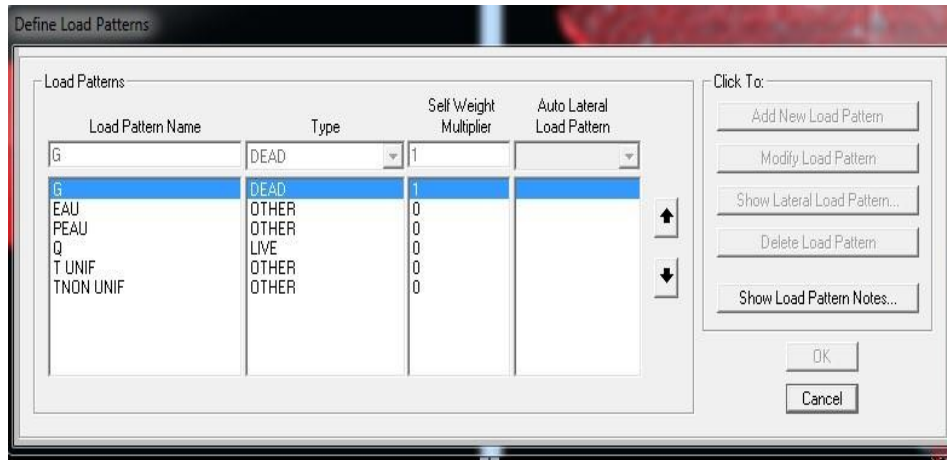 Define Load Patterns
Load Patterns
Load Pattern Name Type Self Weight Multiplier Auto Lateral Load Pattern
G DEAD 1
G DEAD 1
EAU OTHER 0
PEAU OTHER 0
Q LIVE 0
T UNIF OTHER 0
TNON UNIF OTHER 0
Click To:
Add New Load Pattern
Modify Load Pattern
Show Lateral Load Pattern...
Delete Load Pattern
Show Load Pattern Notes...
OK
Cancel